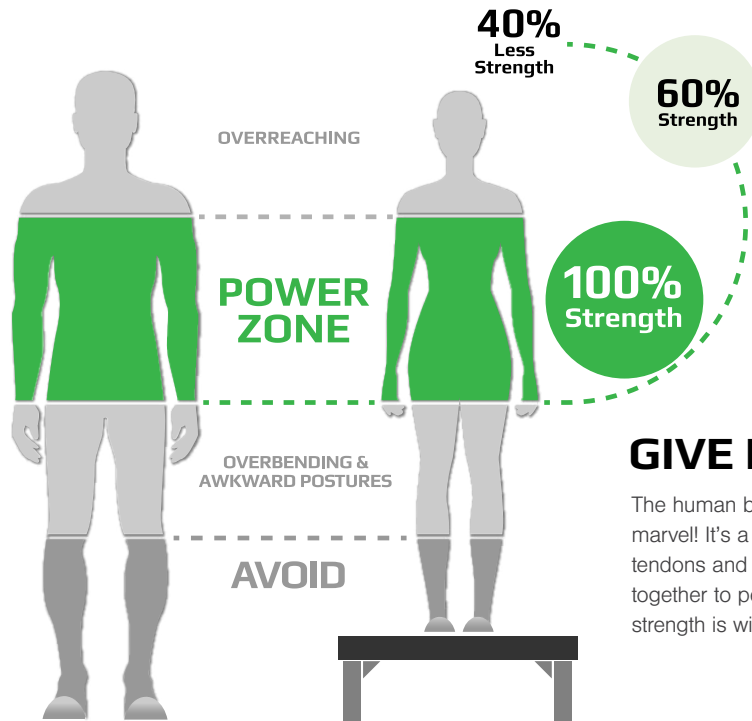 40%
Less
Strength
60%
Strength
OVERREACHING
POWER
ZONE
100%
Strength
OVERBENDING &
AWKWARD POSTURES
AVOID
GIVE
The human
marvel! It's a
tendons and
together to
strength is